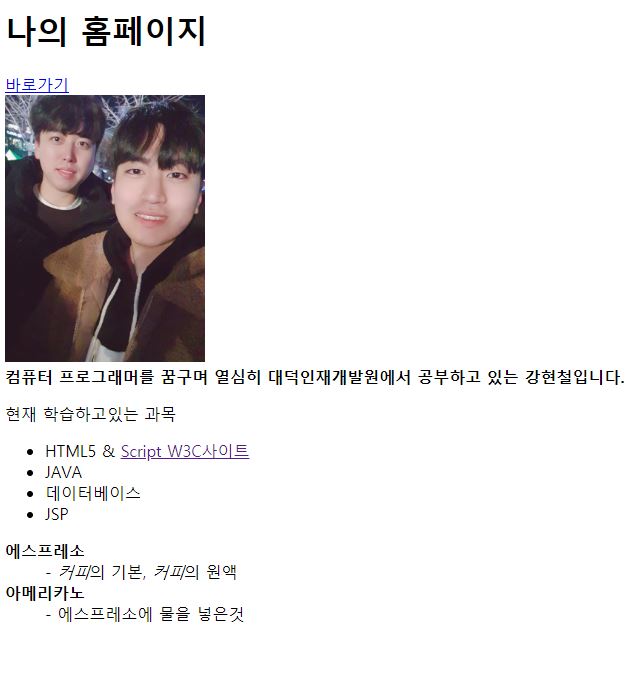 나의 홈페이지
바로가기
컴퓨터 프로그래머를 꿈구며 열심히 대덕인재개발원에서 공부하고 있는 강현철입니다.
현재 학습하고있는 과목
• HTML5 & Script W3C사이트
• JAVA
• 데이터베이스
• JSP
에스프레소
- 커피의 기본, 커피의 원액
아메리카노
- 에스프레소에 물을 넣은것